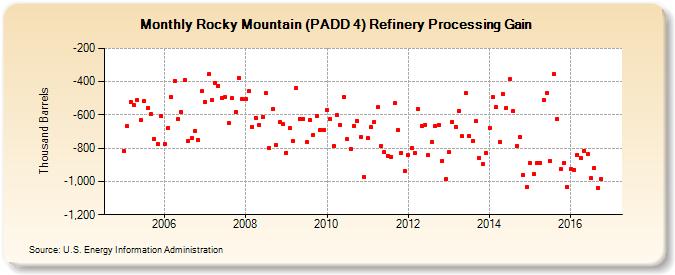 Monthly Rocky Mountain (PADD 4) Refinery Processing Gain
Thousand Barrels
-200
-400
-600
-800
-1,000
-1,200
2006 2008 2010 2012 2014 2016
Source: U.S. Energy Information Administration